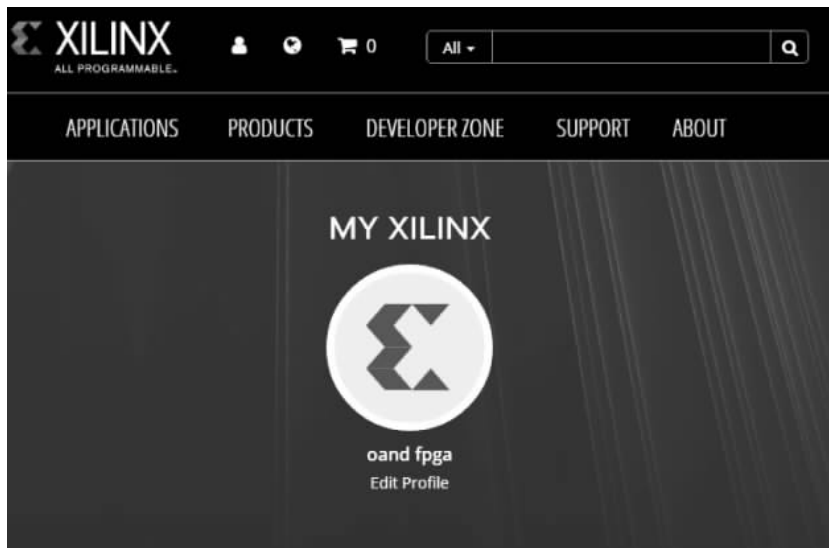 XILINX
ALL PROGRAMMABLE.
0
All
APPLICATIONS PRODUCTS DEVELOPER ZONE SUPPORT ABOUT
MY XILINX
oand fpga
Edit Profile